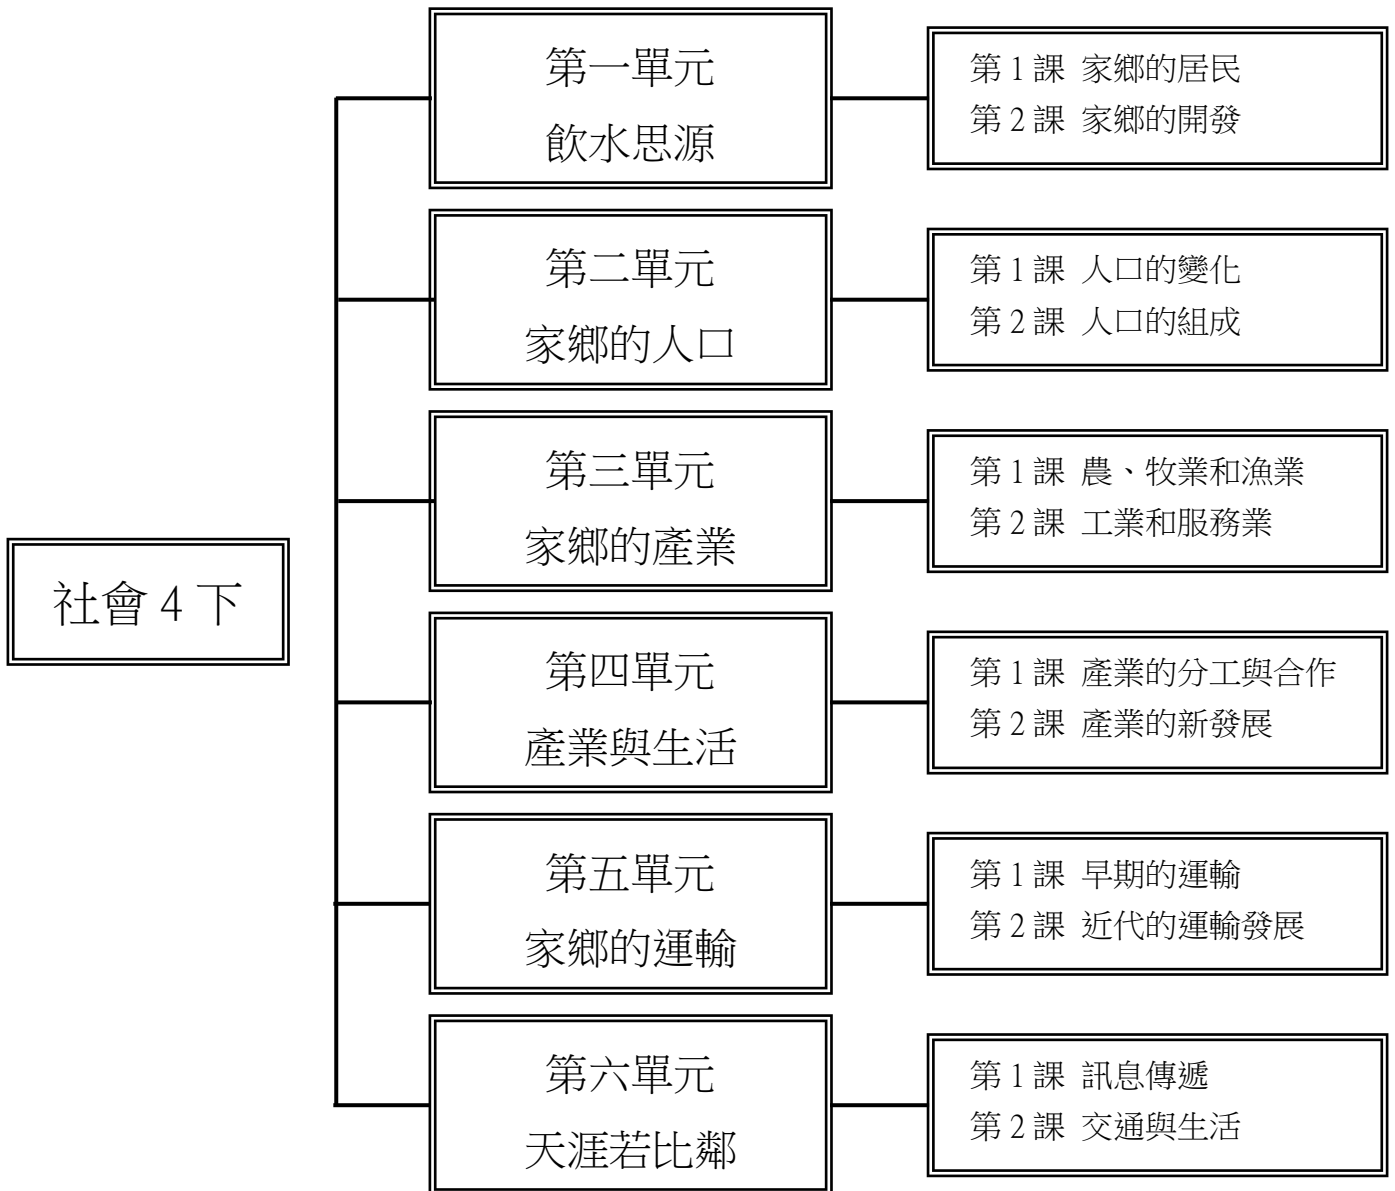 社會 4 下
第一單元
飲水思源
第 1 課 家鄉的居民
第 2 課 家鄉的開發
第二單元
家鄉的人口
第 1 課 人口的變化
第 2 課 人口的組成
第三單元
家鄉的產業
第 1 課 農、牧業和漁業
第 2 課 工業和服務業
第四單元
產業與生活
第 1 課 產業的分工與合作
第 2 課 產業的新發展
第五單元
家鄉的運輸
第 1 課 早期的運輸
第 2 課 近代的運輸發展
第六單元
天涯若比鄰
第 1 課 訊息傳遞
第 2 課 交通與生活